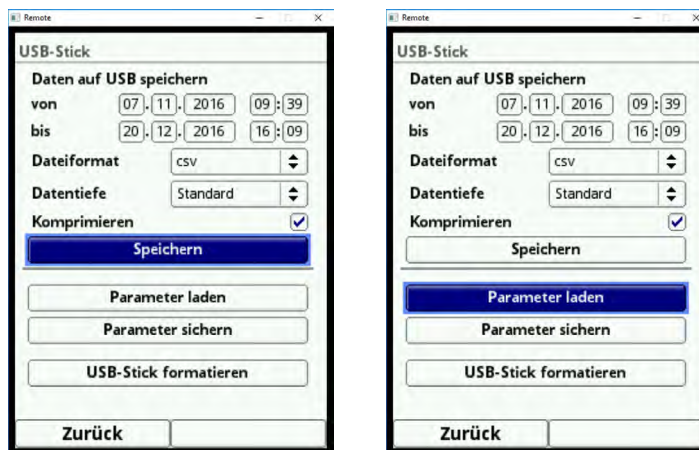 Remote
USB-Stick
Daten auf USB speichern
von 07.11.2016 09:39
bis 20.12.2016 16:09
Dateiformat csv
Datentiefe Standard
Komprimieren
Speichern
Parameter laden
Parameter sichern
USB-Stick formatieren
Zurück
Remote
USB-Stick
Daten auf USB speichern
von 07.11.2016 09:39
bis 20.12.2016 16:09
Dateiformat csv
Datentiefe Standard
Komprimieren
Speichern
Parameter laden
Parameter sichern
USB-Stick formatieren
Zurück